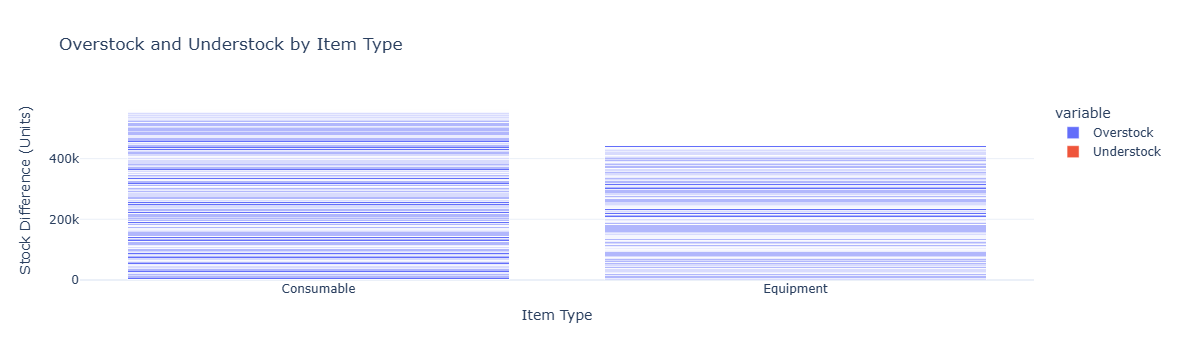 Overstock and Understock by Item Type
Stock Difference (Units)
400k
200k
0
Consumable
Equipment
Item Type
variable
Overstock
Understock